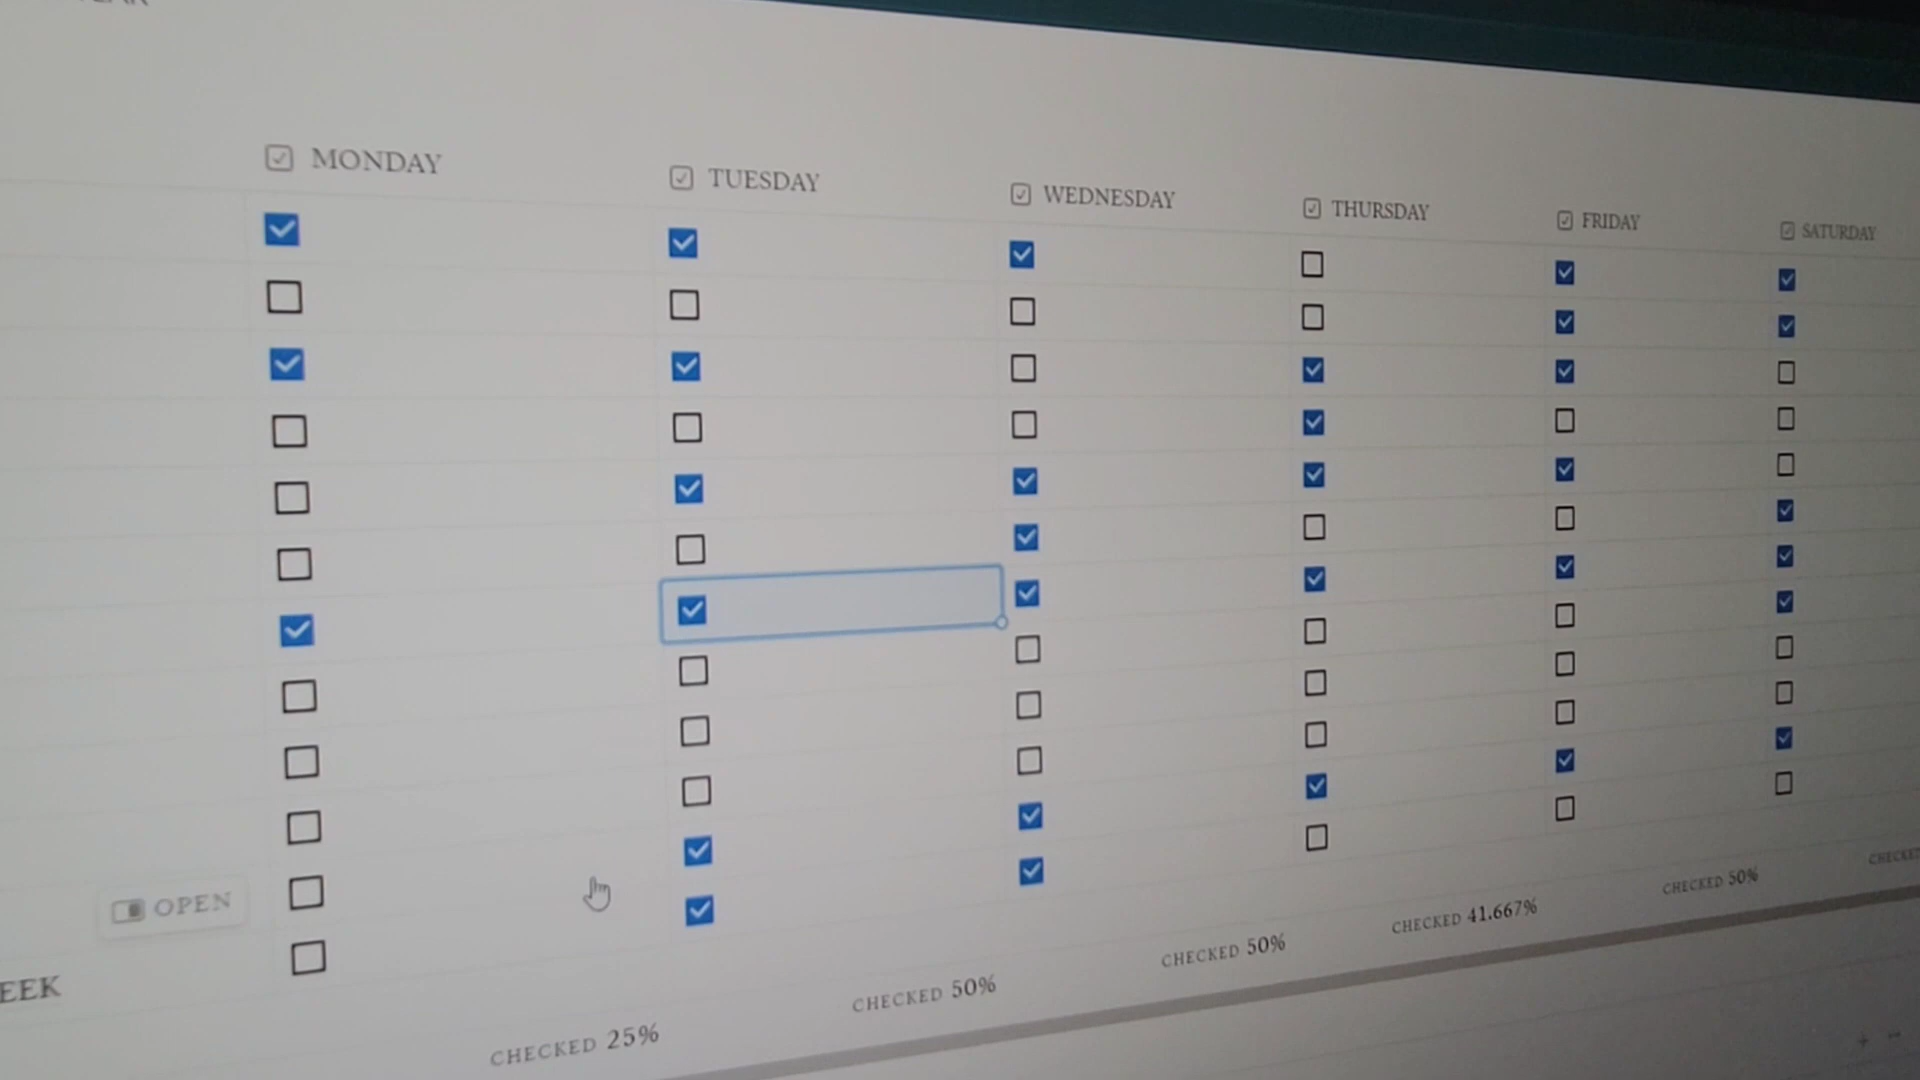 MONDAY
TUESDAY
WEDNESDAY
THURSDAY
FRIDAY
SATURDAY
OPEN
EEK
CHECKED 25%
CHECKED 50%
CHECKED 50%
CHECKED 41.667%
CHECKED 50%